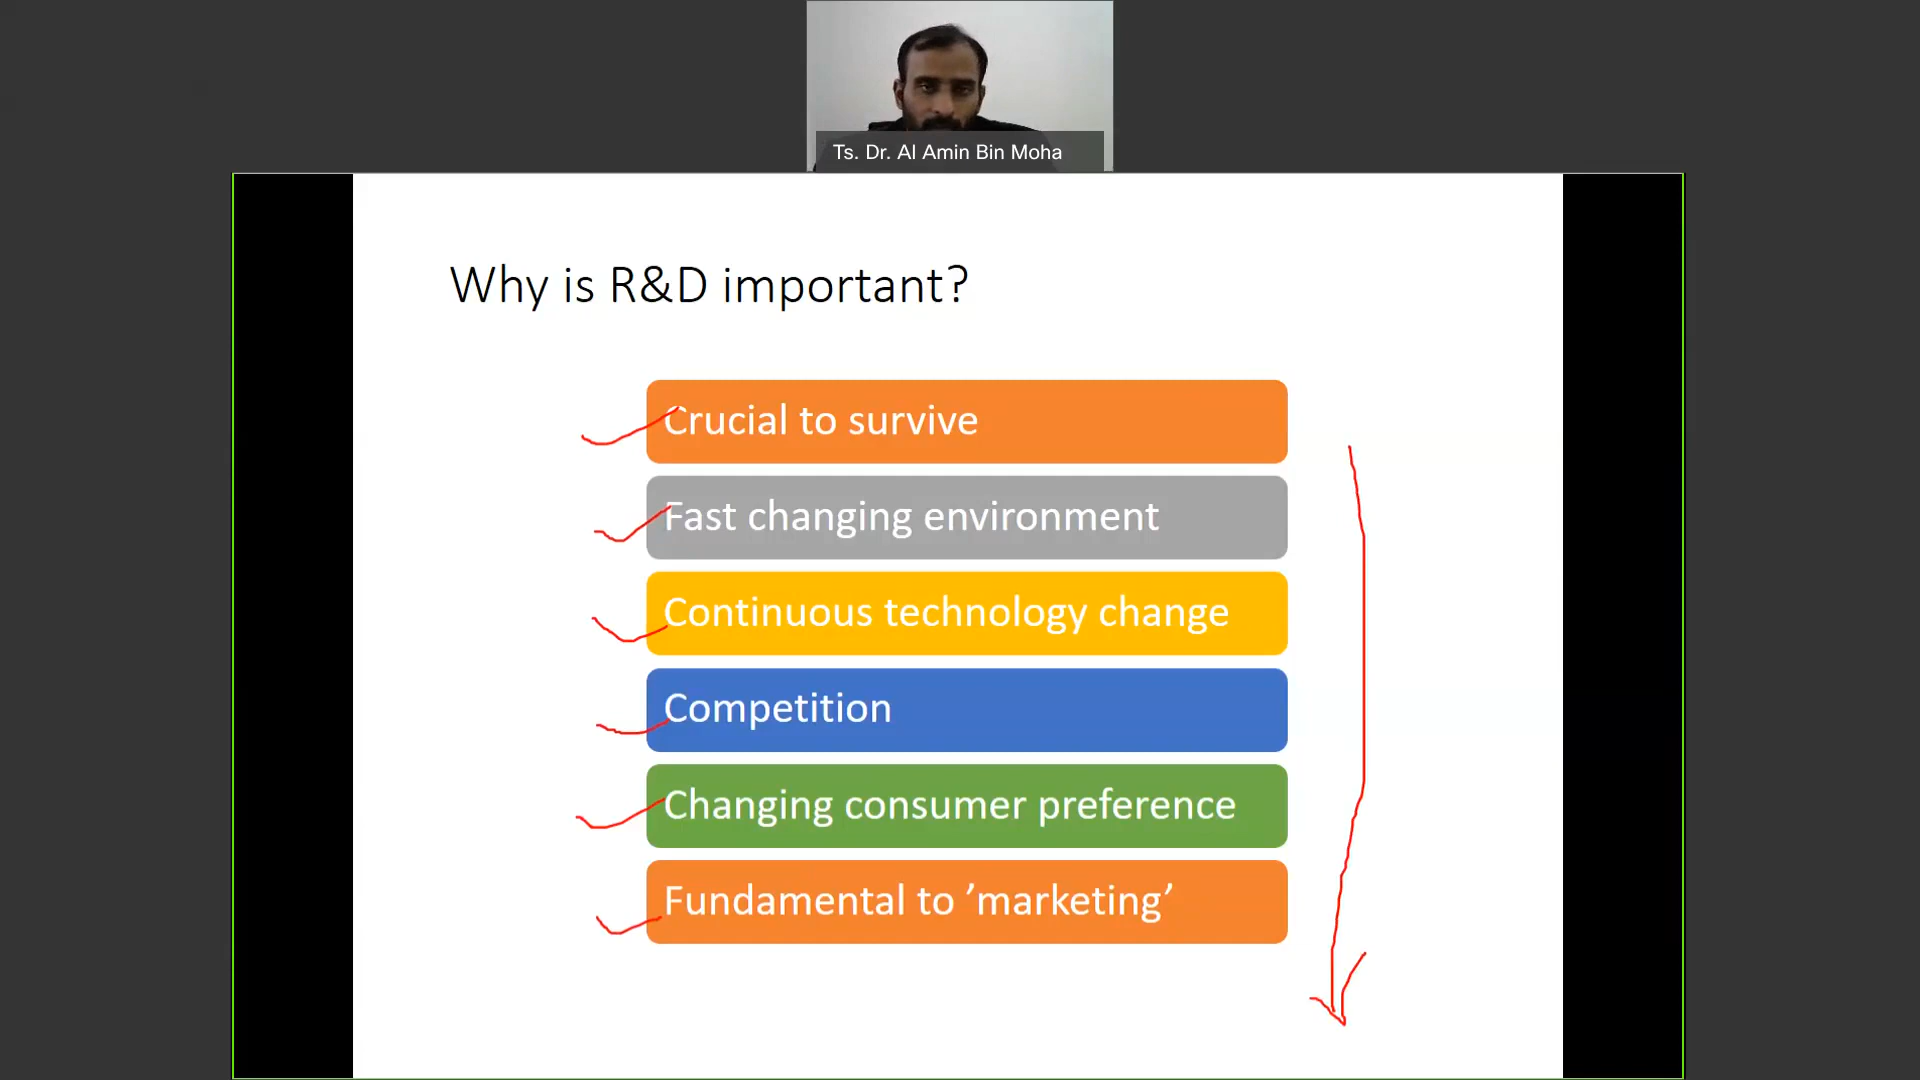 Ts. Dr. Al Amin Bin Moha
Why is R&D important?
Crucial to survive
Fast changing environment
Continuous technology change
Competition
Changing consumer preference
Fundamental to ’marketing’